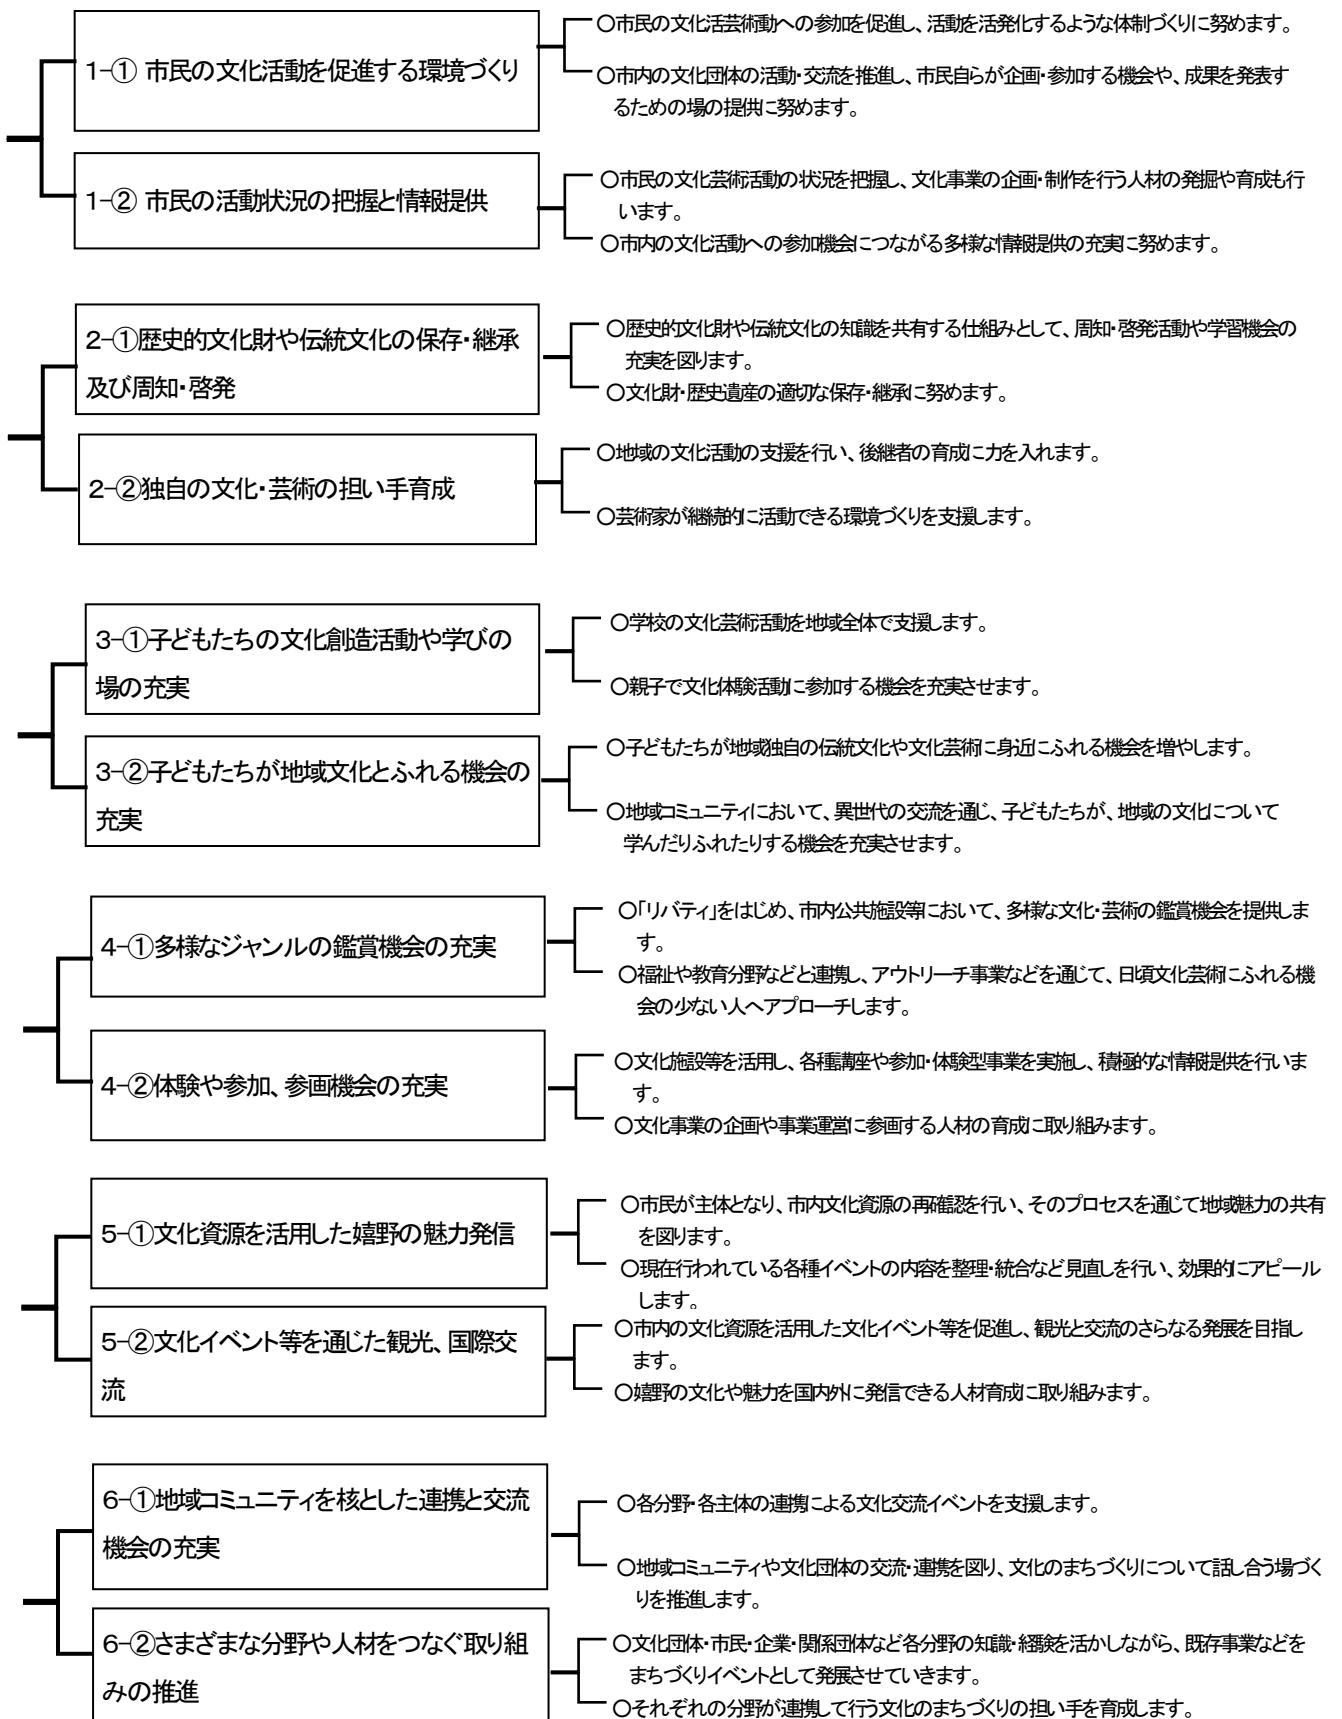 1-① 市民の文化活動を促進する環境づくり
〇市民の文化活芸術動への参加を促進し、活動を活発化するような体制づくりに努めます。
〇市内の文化団体の活動・交流を推進し、市民自らが企画・参加する機会や、成果を発表す
るための場の提供に努めます。
1-② 市民の活動状況の把握と情報提供
〇市民の文化芸術活動の状況を把握し、文化事業の企画・制作を行う人材の発掘や育成も行
います。
〇市内の文化活動への参加機会につながる多様な情報提供の充実に努めます。
2-①歴史的文化財や伝統文化の保存・継承
及び周知・啓発
〇歴史的文化財や伝統文化の知識を共有する仕組みとして、周知・啓発活動や学習機会の
充実を図ります。
〇文化財・歴史遺産の適切な保存・継承に努めます。
2-②独自の文化・芸術の担い手育成
〇地域の文化活動の支援を行い、後継者の育成に力を入れます。
〇芸術家が継続的に活動できる環境づくりを支援します。
3-①子どもたちの文化創造活動や学びの
場の充実
〇学校の文化芸術活動を地域全体で支援します。
〇親子で文化体験活動に参加する機会を充実させます。
3-②子どもたちが地域文化とふれる機会の
充実
〇子どもたちが地域独自の伝統文化や文化芸術に身近にふれる機会を増やします。
〇地域コミュニティにおいて、異世代の交流を通じ、子どもたちが、地域の文化について
学んだりふれたりする機会を充実させます。
4-①多様なジャンルの鑑賞機会の充実
〇「リバティ」をはじめ、市内公共施設等において、多様な文化・芸術の鑑賞機会を提供しま
す。
〇福祉や教育分野などと連携し、アウトリーチ事業などを通じて、日頃文化芸術にふれる機
会の少ない人へアプローチします。
4-②体験や参加、参画機会の充実
〇文化施設等を活用し、各種講座や参加・体験型事業を実施し、積極的な情報提供を行いま
す。
〇文化事業の企画や事業運営に参画する人材の育成に取り組みます。
5-①文化資源を活用した嬉野の魅力発信
〇市民が主体となり、市内文化資源の再確認を行い、そのプロセスを通じて地域魅力の共有
を図ります。
〇現在行われている各種イベントの内容を整理・統合など見直しを行い、効果的にアピール
します。
5-②文化イベント等を通じた観光、国際交
流
〇市内の文化資源を活用した文化イベント等を促進し、観光と交流のさらなる発展を目指し
ます。
〇嬉野の文化や魅力を国内外に発信できる人材育成に取り組みます。
6-①地域コミュニティを核とした連携と交流
機会の充実
〇各分野・各主体の連携による文化交流イベントを支援します。
〇地域コミュニティや文化団体の交流・連携を図り、文化のまちづくりについて話し合う場づく
りを推進します。
6-②さまざまな分野や人材をつなぐ取り組
みの推進
〇文化団体・市民・企業・関係団体など各分野の知識・経験を活かしながら、既存事業などを
まちづくりイベントとして発展させていきます。
〇それぞれの分野が連携して行う文化のまちづくりの担い手を育成します。